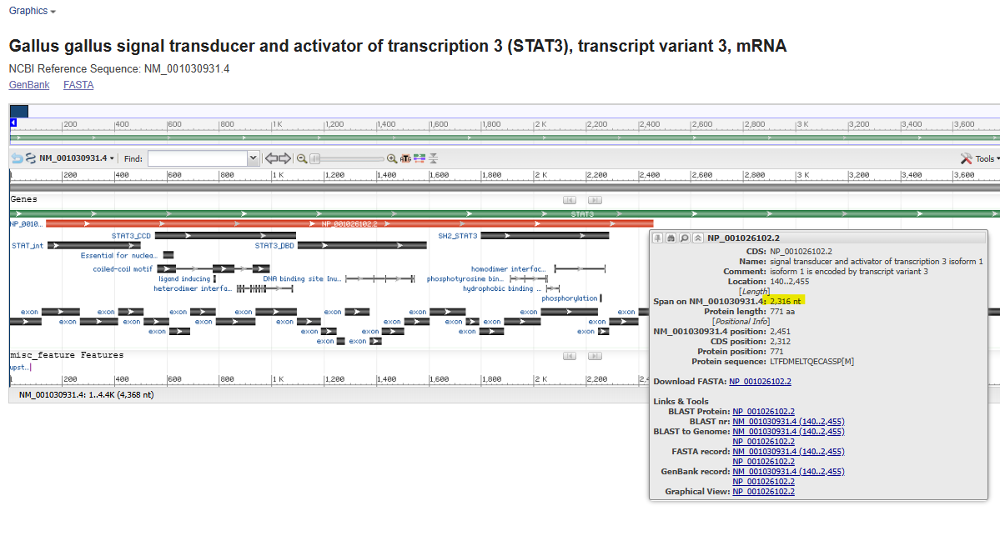 Graphics
Gallus gallus signal transducer and activator of transcription 3 (STAT3), transcript variant 3, mRNA
NCBI Reference Sequence: NM_001030931.4
GenBank FASTA
200 400 600 800 1 K 1,200 1,400 1,600 1,800 2 K 2,200 2,400 2,600 2,800 3 K 3,200 3,400 3,600
NM_001030931.4 Find: Tools
200 400 600 800 1 K 1,200 1,400 1,600 1,800 2 K 2,200 2,400 2,600 2,800 3 K 3,200 3,400 3,600
Genes
STAT3
NP_0010... NP_001026102.2
STAT3_CCD SH2_STAT3
STAT_int STAT3_DBD
Essential for nuclea...
coiled-coil motif homodimer interfac...
ligand inducing DNA binding site [nu... phosphotyrosine bin...
heterodimer interfa... hydrophobic binding ...
phosphorylation
exon exon exon exon exon exon exon exon
exon exon exon exon exon exon exon exon
exon exon exon exon exon
exon exon
misc_feature Features
upst...
200 400 600 800 1 K 1,200 1,400 1,600 1,800 2 K 2,200 2,4
NM_001030931.4: 1..4.4K (4,368 nt)
NP_001026102.2
CDS: NP_001026102.2
Name: signal transducer and activator of transcription 3 isoform 1
Comment: isoform 1 is encoded by transcript variant 3
Location: 140..2,455
[Length]
Span on NM_001030931.4: 2,316 nt
Protein length: 771 aa
[Positional Info]
NM_001030931.4 position: 2,451
CDS position: 2,312
Protein position: 771
Protein sequence: LTFDMELTQECASSP[M]
Download FASTA: NP_001026102.2
Links & Tools
BLAST Protein: NP_001026102.2
BLAST nr: NM_001030931.4 (140..2,455)
BLAST to Genome: NM_001030931.4 (140..2,455)
NP_001026102.2
FASTA record: NM_001030931.4 (140..2,455)
NP_001026102.2
GenBank record: NM_001030931.4 (140..2,455)
NP_001026102.2
Graphical View: NP_001026102.2